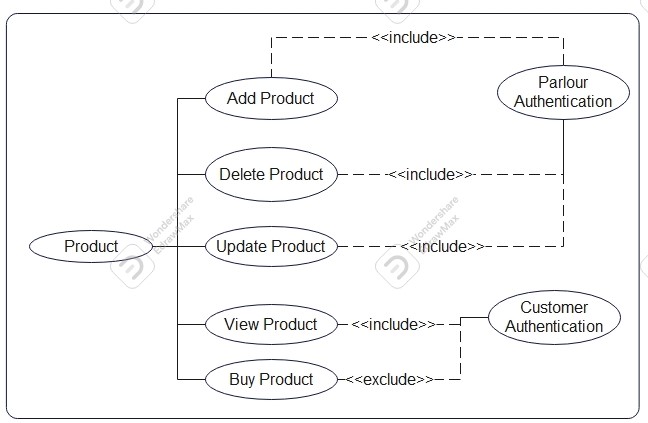 <<include>>
Parlour
Authentication
Add Product
Delete Product
<<include>>
Product
Update Product
<<include>>
View Product
<<include>>
Customer
Authentication
Buy Product
<<exclude>>
Wondershare
EdrawMax
Wondershare
EdrawMax